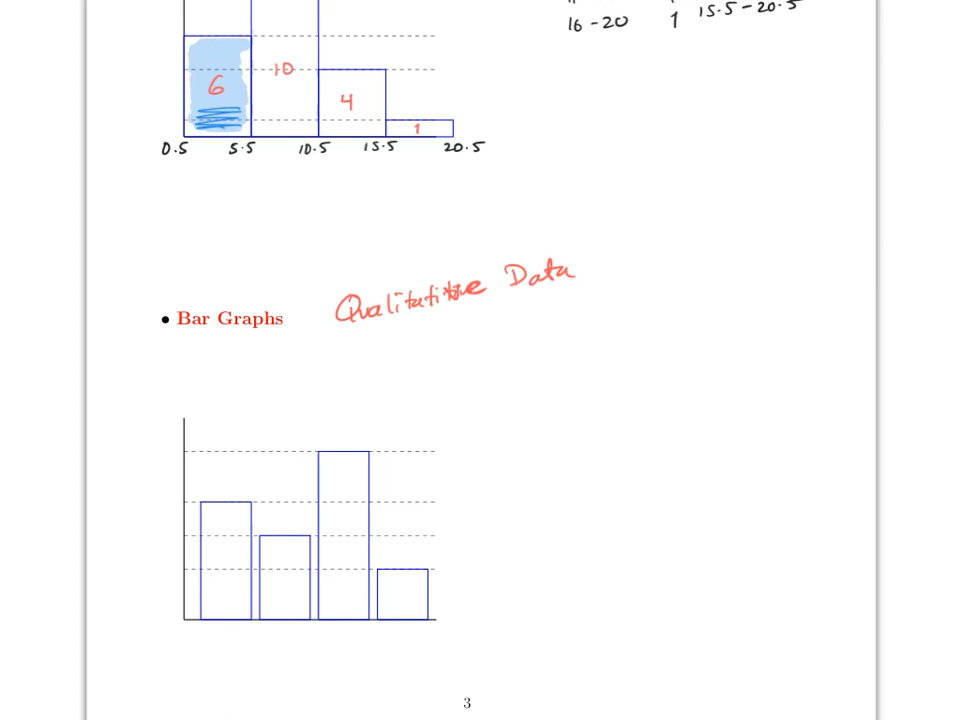 15.5 - 20.5
16 - 20 1
6 10 4 1
0.5 5.5 10.5 15.5 20.5
Qualitative Data
• Bar Graphs
3